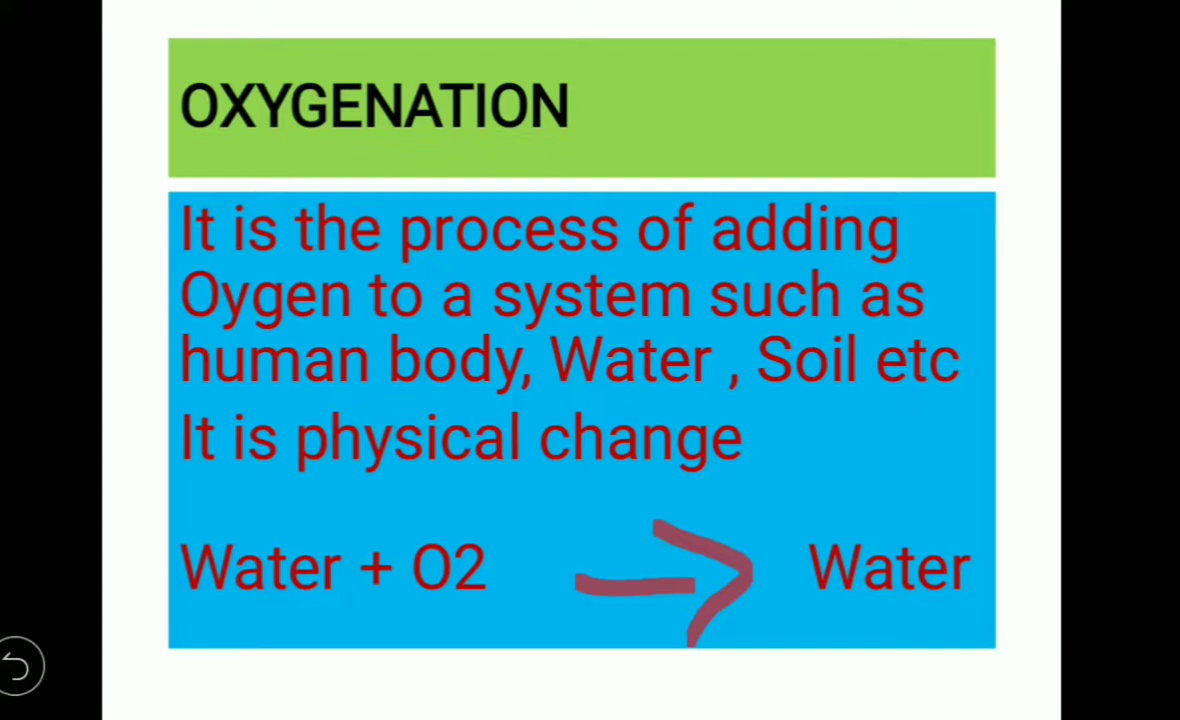 OXYGENATION
It is the process of adding
Oygen to a system such as
human body, Water , Soil etc
It is physical change
Water + O2 Water